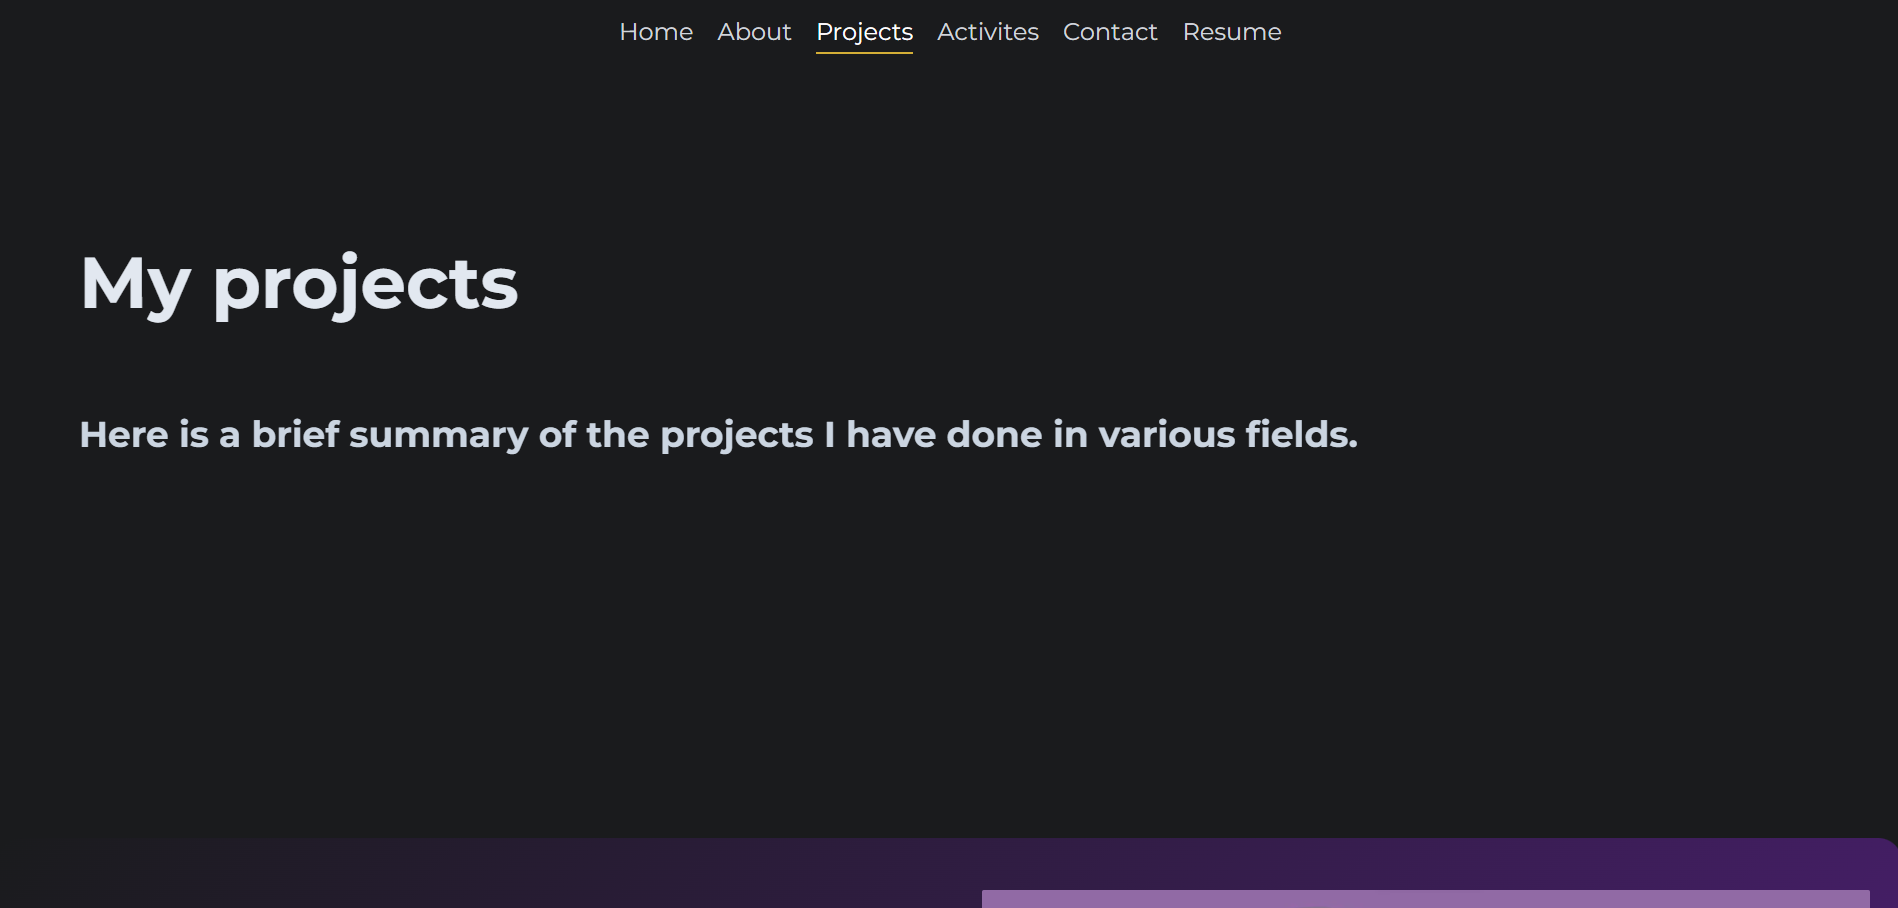 Home About Projects Activites Contact Resume
My projects
Here is a brief summary of the projects I have done in various fields.